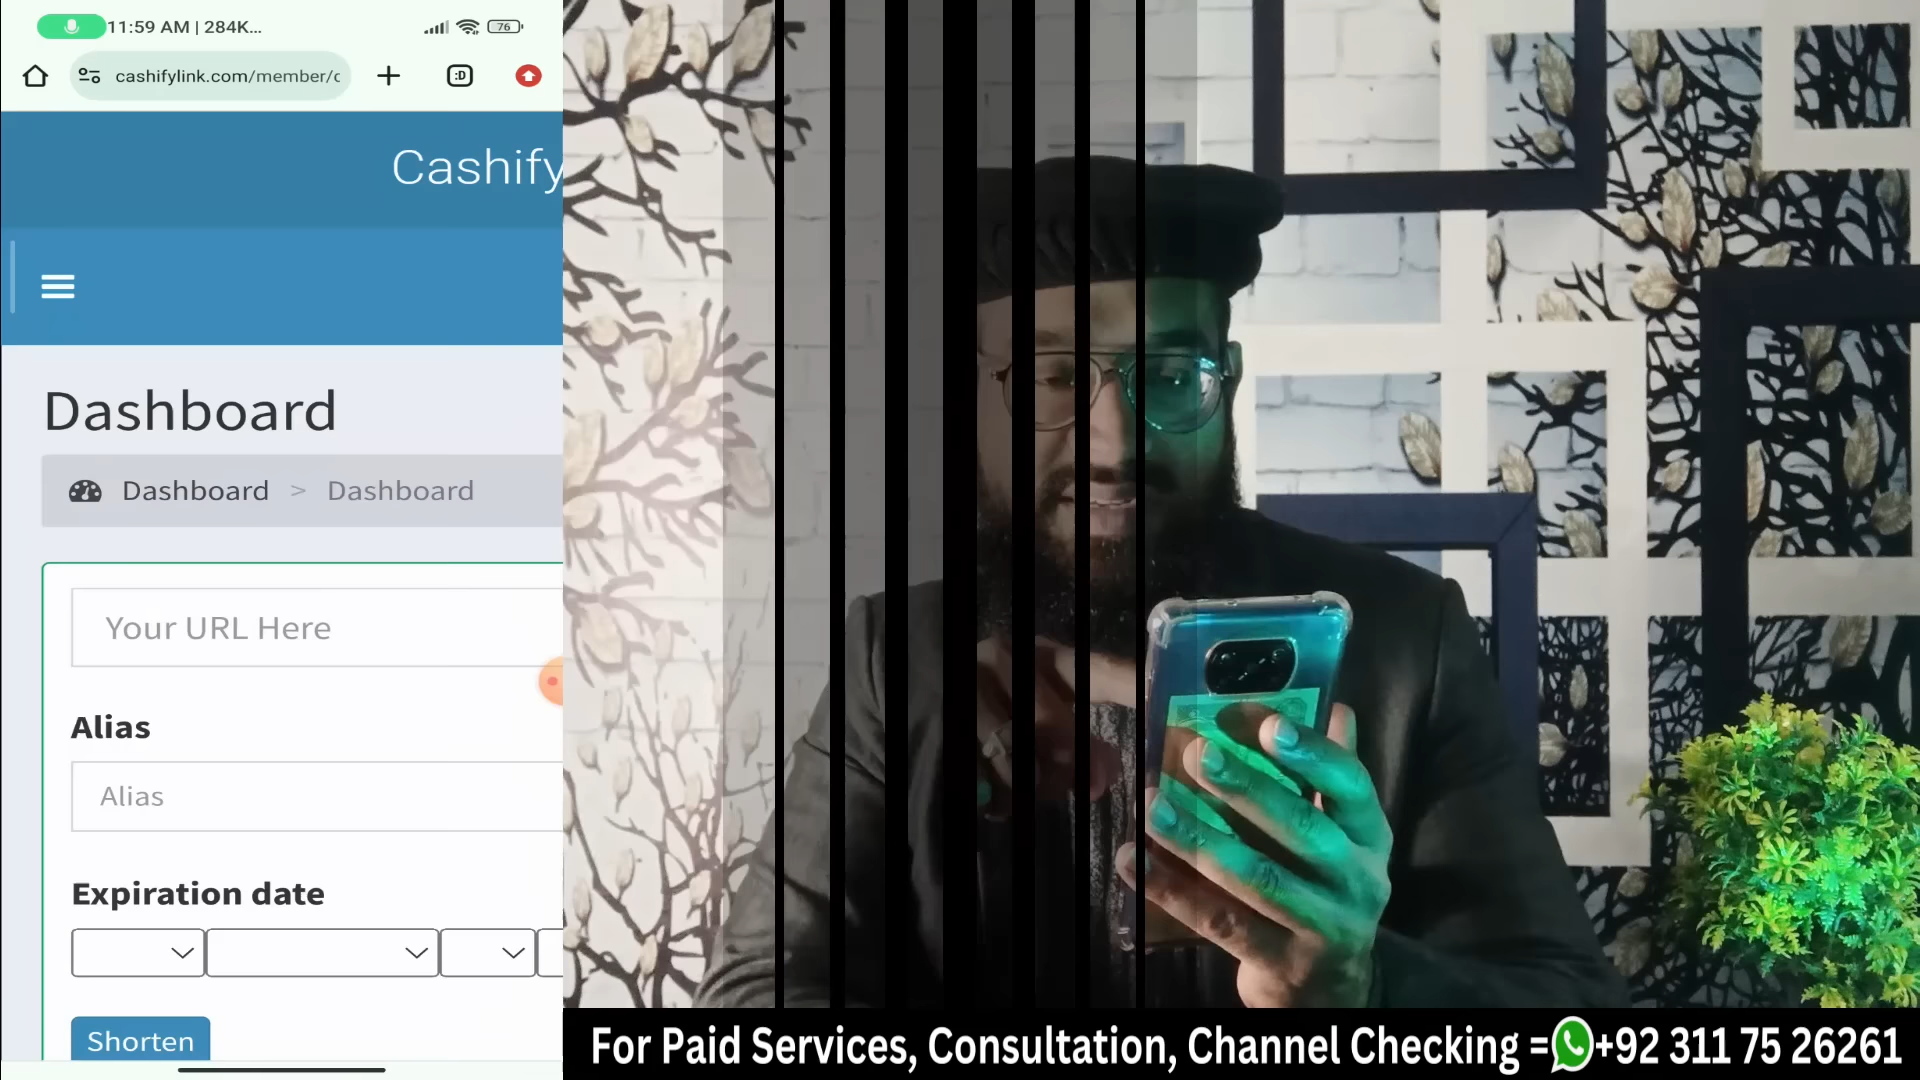 11:59 AM | 284K...
76
cashifylink.com/member/d
:D
Cashify
Dashboard
Dashboard > Dashboard
Your URL Here
Alias
Alias
Expiration date
Shorten
For Paid Services, Consultation, Channel Checking =+92 311 75 26261